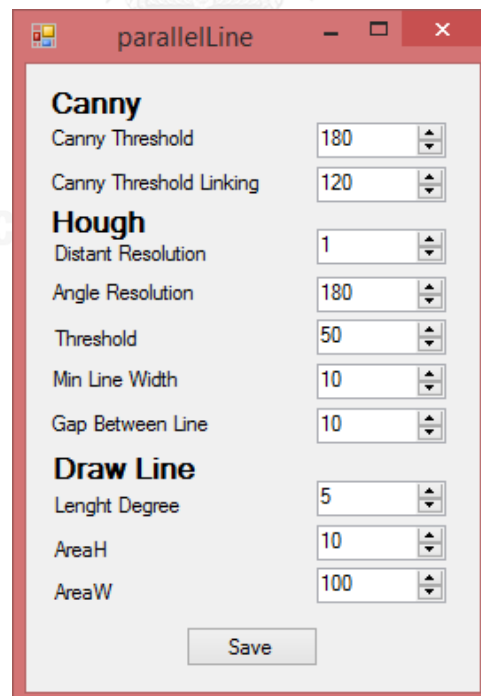 parallelLine
Canny
Canny Threshold 180
Canny Threshold Linking 120
Hough
Distant Resolution 1
Angle Resolution 180
Threshold 50
Min Line Width 10
Gap Between Line 10
Draw Line
Lenght Degree 5
AreaH 10
AreaW 100
Save